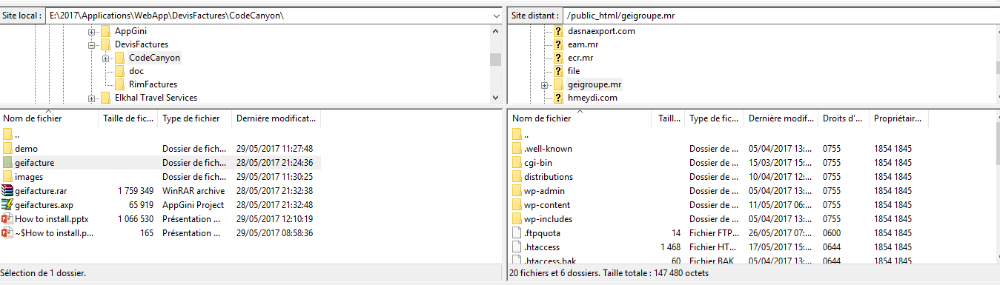 Site local : E:\2017\Applications\WebApp\DevisFactures\CodeCanyon\
AppGini
DevisFactures
CodeCanyon
doc
RimFactures
Elkhal Travel Services
Nom de fichier Taille de fic... Type de fichier Dernière modificat...
..
demo Dossier de fich... 29/05/2017 11:27:48
geifacture Dossier de fich... 28/05/2017 21:24:36
images Dossier de fich... 29/05/2017 11:30:25
geifacture.rar 1 759 349 WinRAR archive 28/05/2017 21:32:38
geifactures.axp 65 919 AppGini Project 28/05/2017 21:32:48
How to install.pptx 1 066 530 Présentation ... 29/05/2017 12:10:19
~$How to install.p... 165 Présentation ... 29/05/2017 08:58:36
Sélection de 1 dossier.
Site distant : /public_html/geigroupe.mr
dasnaexport.com
eam.mr
ecr.mr
file
geigroupe.mr
hmeydi.com
Nom de fichier Taill... Type de fic... Dernière modif... Droits d'... Propriétair...
..
.well-known Dossier de ... 05/04/2017 13:... 0755 1854 1845
cgi-bin Dossier de ... 15/03/2017 15:... 0755 1854 1845
distributions Dossier de ... 10/04/2017 12:... 0755 1854 1845
wp-admin Dossier de ... 05/04/2017 13:... 0755 1854 1845
wp-content Dossier de ... 11/05/2017 06:... 0755 1854 1845
wp-includes Dossier de ... 05/04/2017 13:... 0755 1854 1845
.ftpquota 14 Fichier FTP... 26/05/2017 07:... 0600 1854 1845
.htaccess 1 468 Fichier HT... 17/05/2017 15:... 0644 1854 1845
.htaccess.bak 60 Fichier BAK 05/04/2017 13:... 0644 1854 1845
20 fichiers et 6 dossiers. Taille totale : 147 480 octets